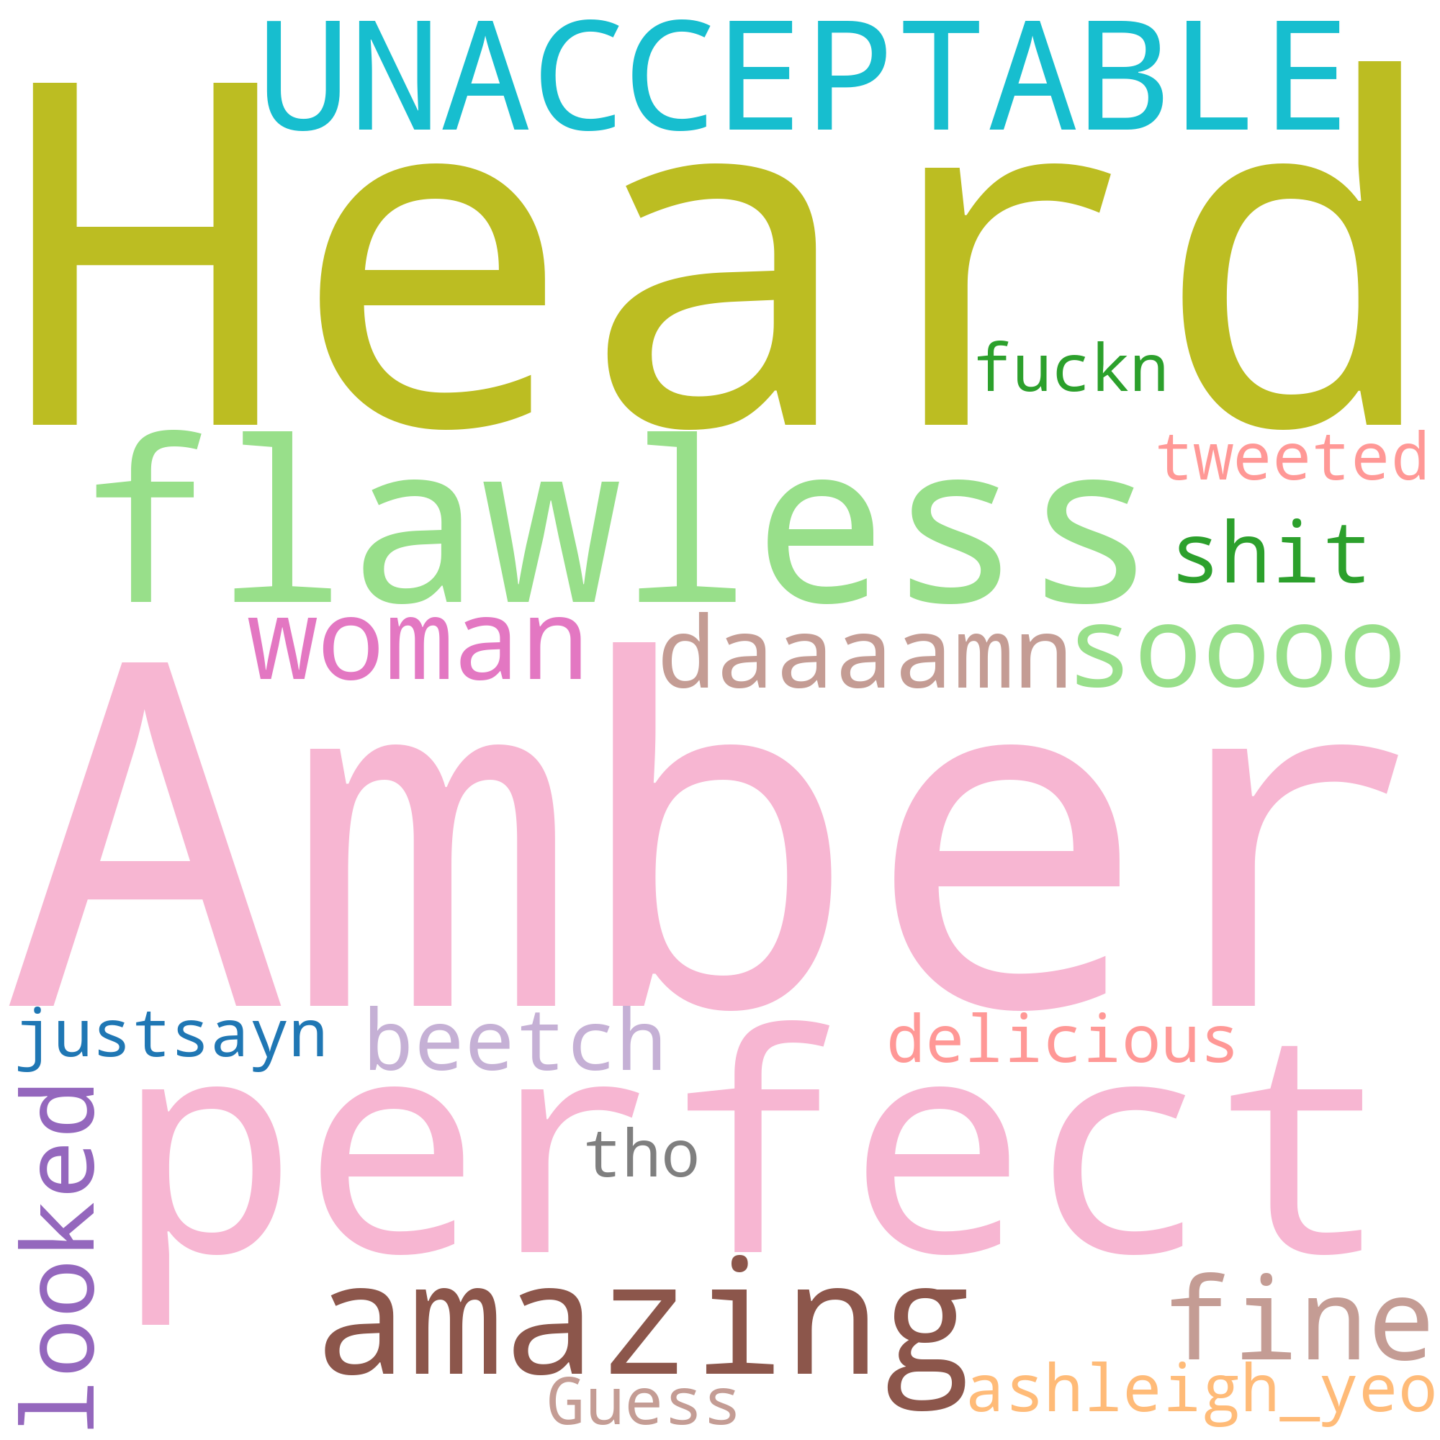 UNACCEPTABLE
Heard
fuckn
flawless
tweeted
shit
woman
daaaamn
soooo
Amber
justsayn
beetch
delicious
looked
perfect
tho
amazing
fine
Guess
ashleigh_yeo